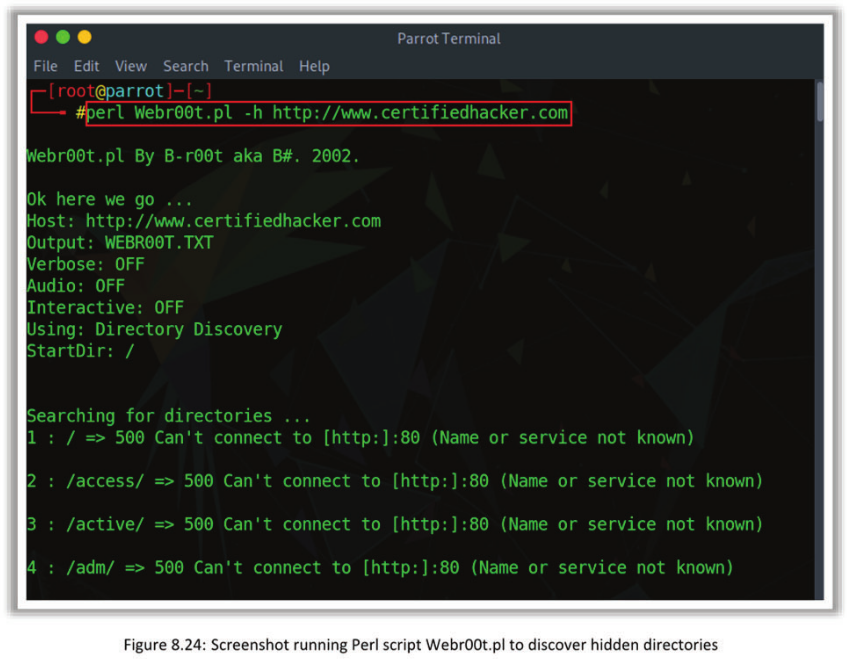 Parrot Terminal
File Edit View Search Terminal Help
[root@parrot]─[~]
#perl Webr00t.pl -h http://www.certifiedhacker.com
Webr00t.pl By B-r00t aka B#. 2002.
Ok here we go ...
Host: http://www.certifiedhacker.com
Output: WEBR00T.TXT
Verbose: OFF
Audio: OFF
Interactive: OFF
Using: Directory Discovery
StartDir: /
Searching for directories ...
1 : / => 500 Can't connect to [http:]:80 (Name or service not known)
2 : /access/ => 500 Can't connect to [http:]:80 (Name or service not known)
3 : /active/ => 500 Can't connect to [http:]:80 (Name or service not known)
4 : /adm/ => 500 Can't connect to [http:]:80 (Name or service not known)
Figure 8.24: Screenshot running Perl script Webr00t.pl to discover hidden directories